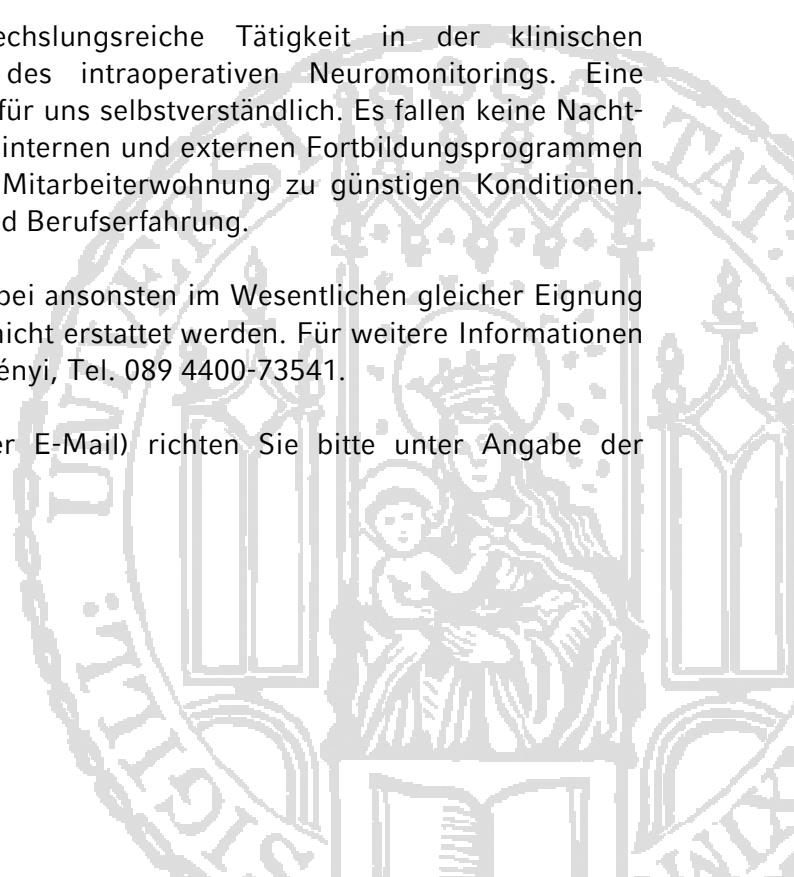 echslungsreiche Tätigkeit in der klinischen
des intraoperativen Neuromonitorings. Eine
für uns selbstverständlich. Es fallen keine Nacht-
internen und externen Fortbildungsprogrammen
Mitarbeiterwohnung zu günstigen Konditionen.
d Berufserfahrung.
bei ansonsten im Wesentlichen gleicher Eignung
nicht erstattet werden. Für weitere Informationen
ényi, Tel. 089 4400-73541.
er E-Mail) richten Sie bitte unter Angabe der
UNIVERSITAT.
SIGILLUM: